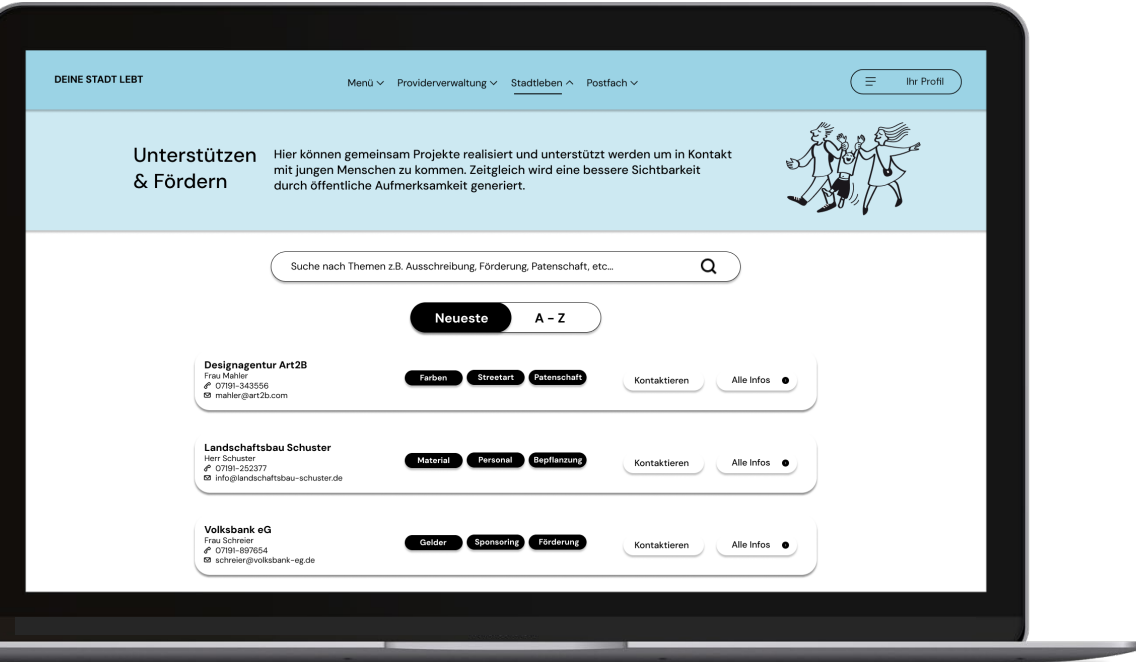 DEINE STADT LEBT
Menü Providerverwaltung Stadtleben Postfach
Ihr Profil
Unterstützen
& Fördern
Hier können gemeinsam Projekte realisiert und unterstützt werden um in Kontakt
mit jungen Menschen zu kommen. Zeitgleich wird eine bessere Sichtbarkeit
durch öffentliche Aufmerksamkeit generiert.
Suche nach Themen z.B. Ausschreibung, Förderung, Patenschaft, etc...
Neueste A - Z
Designagentur Art2B
Frau Mahler
07191-343556
mahler@art2b.com
Farben Streetart Patenschaft
Kontaktieren Alle Infos
Landschaftsbau Schuster
Herr Schuster
07191-252377
info@landschaftsbau-schuster.de
Material Personal Bepflanzung
Kontaktieren Alle Infos
Volksbank eG
Frau Schreier
07191-897654
schreier@volksbank-eg.de
Gelder Sponsoring Förderung
Kontaktieren Alle Infos